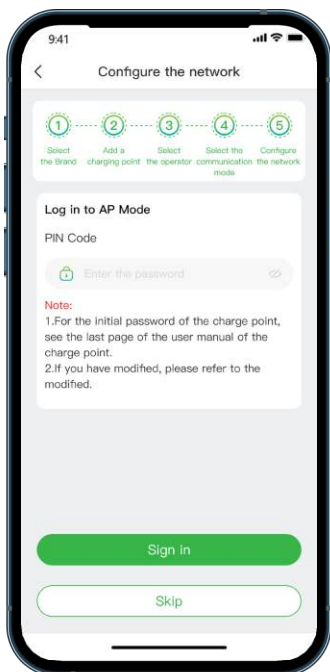 9:41
Configure the network
1 2 3 4 5
Select Add a Select Select the Configure
the Brand charging point the operator communication the network
mode
Log in to AP Mode
PIN Code
Enter the password
Note:
1.For the initial password of the charge point,
see the last page of the user manual of the
charge point.
2.If you have modified, please refer to the
modified.
Sign in
Skip